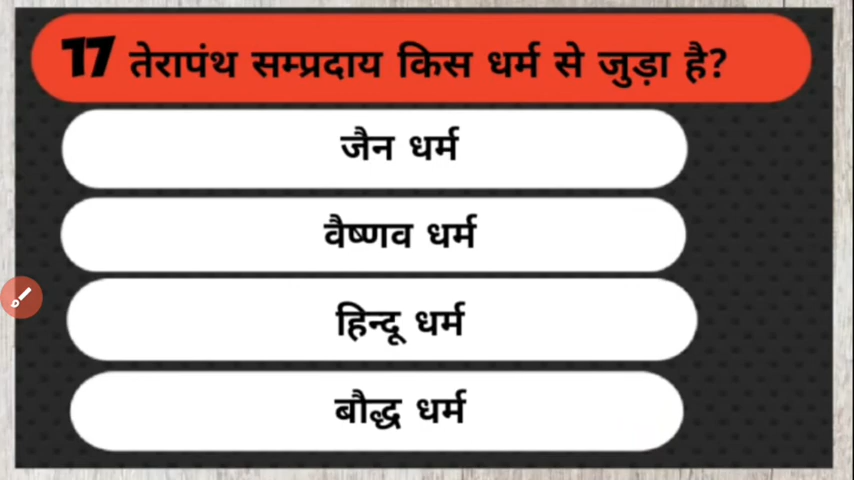 17 तेरापंथ सम्प्रदाय किस धर्म से जुड़ा है?
जैन धर्म
वैष्णव धर्म
हिन्दू धर्म
बौद्ध धर्म